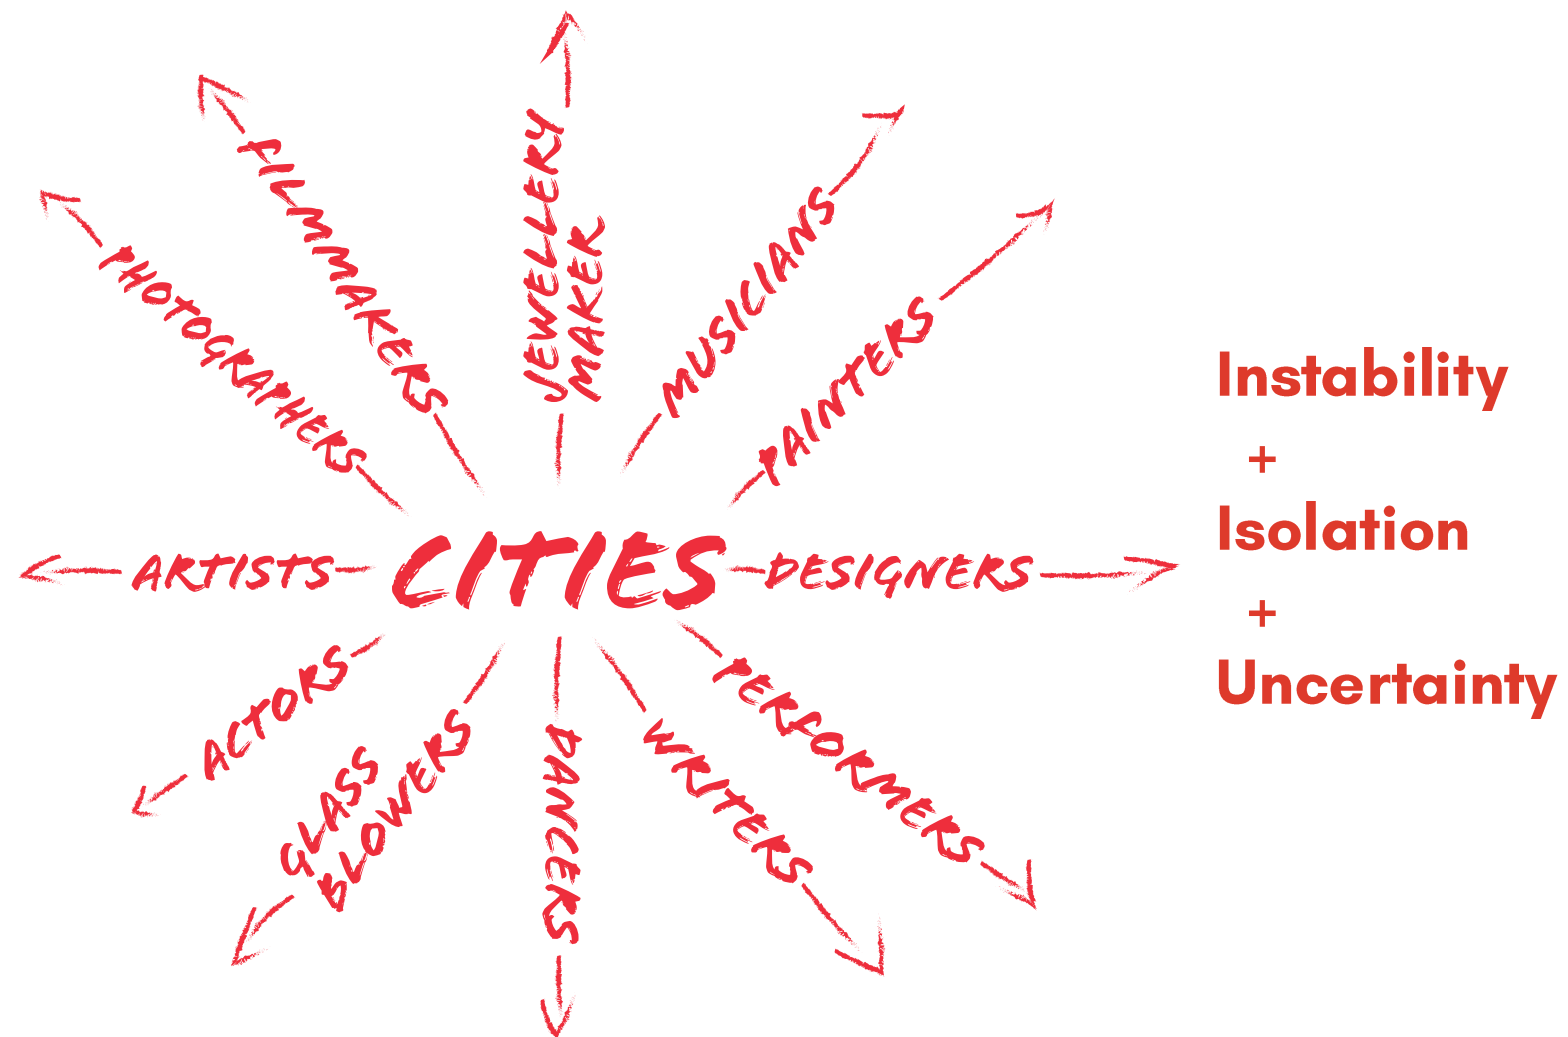 JEWELLERY
MAKER
FILMMAKERS
MUSICIANS
PHOTOGRAPHERS
PAINTERS
ARTISTS
CITIES
DESIGNERS
ACTORS
GLASS
BLOWERS
DANCERS
WRITERS
PERFORMERS
Instability
+
Isolation
+
Uncertainty